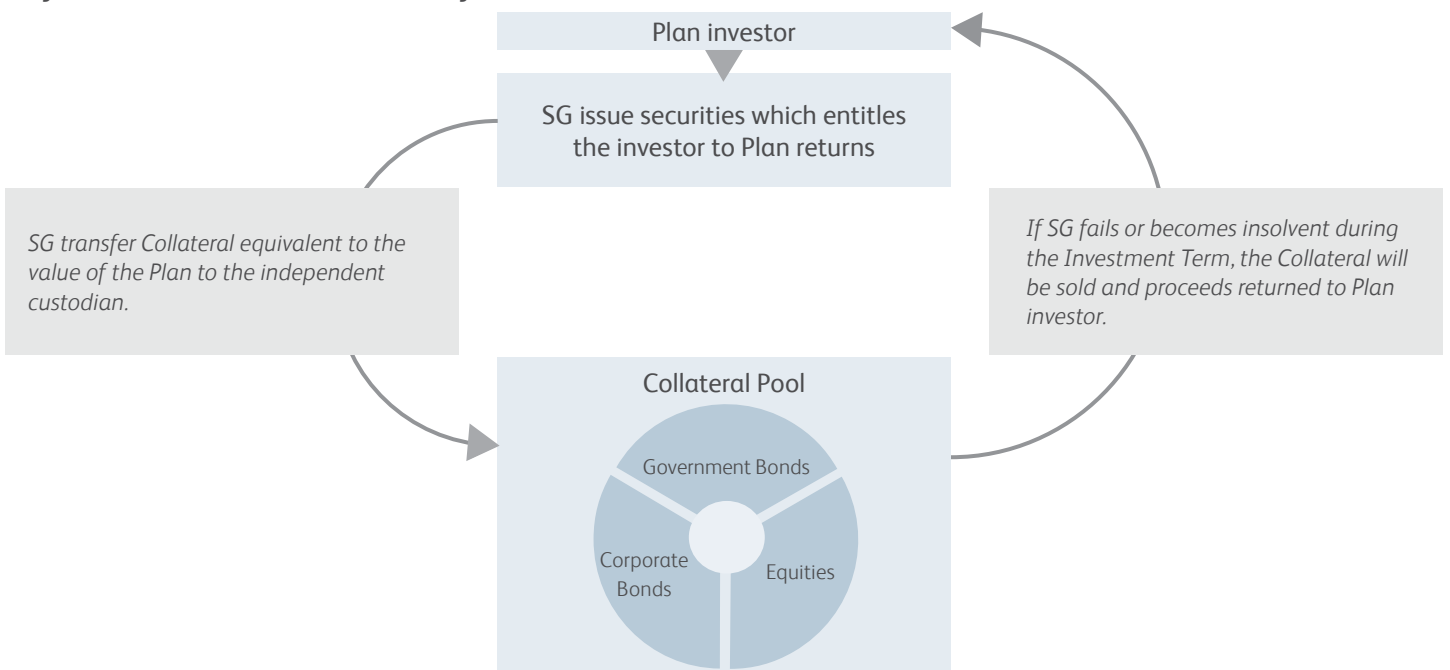 Plan investor
SG issue securities which entitles
the investor to Plan returns
SG transfer Collateral equivalent to the
value of the Plan to the independent
custodian.
If SG fails or becomes insolvent during
the Investment Term, the Collateral will
be sold and proceeds returned to Plan
investor.
Collateral Pool
Government Bonds
Corporate
Bonds
Equities